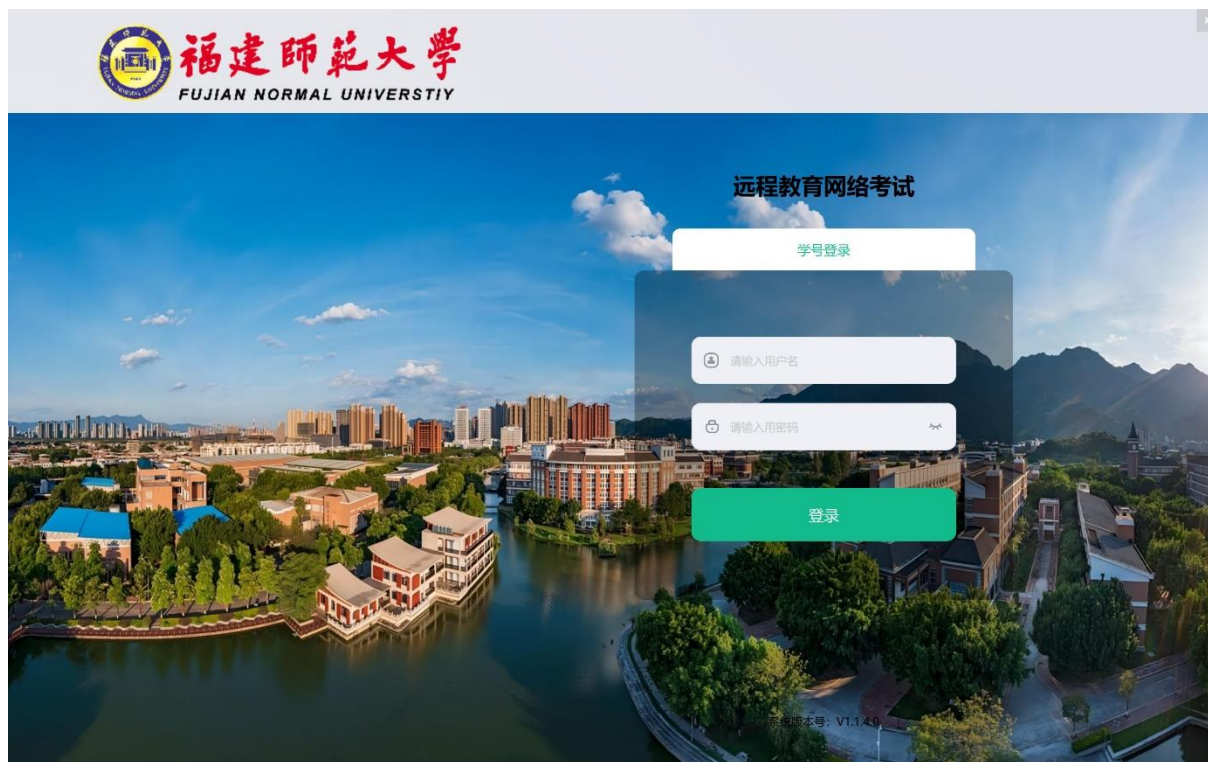 福建師範大學
FUJIAN NORMAL UNIVERSTIY
远程教育网络考试
学号登录
请输入用户名
请输入用密码
登录
系统版本号: V1.1.4.0